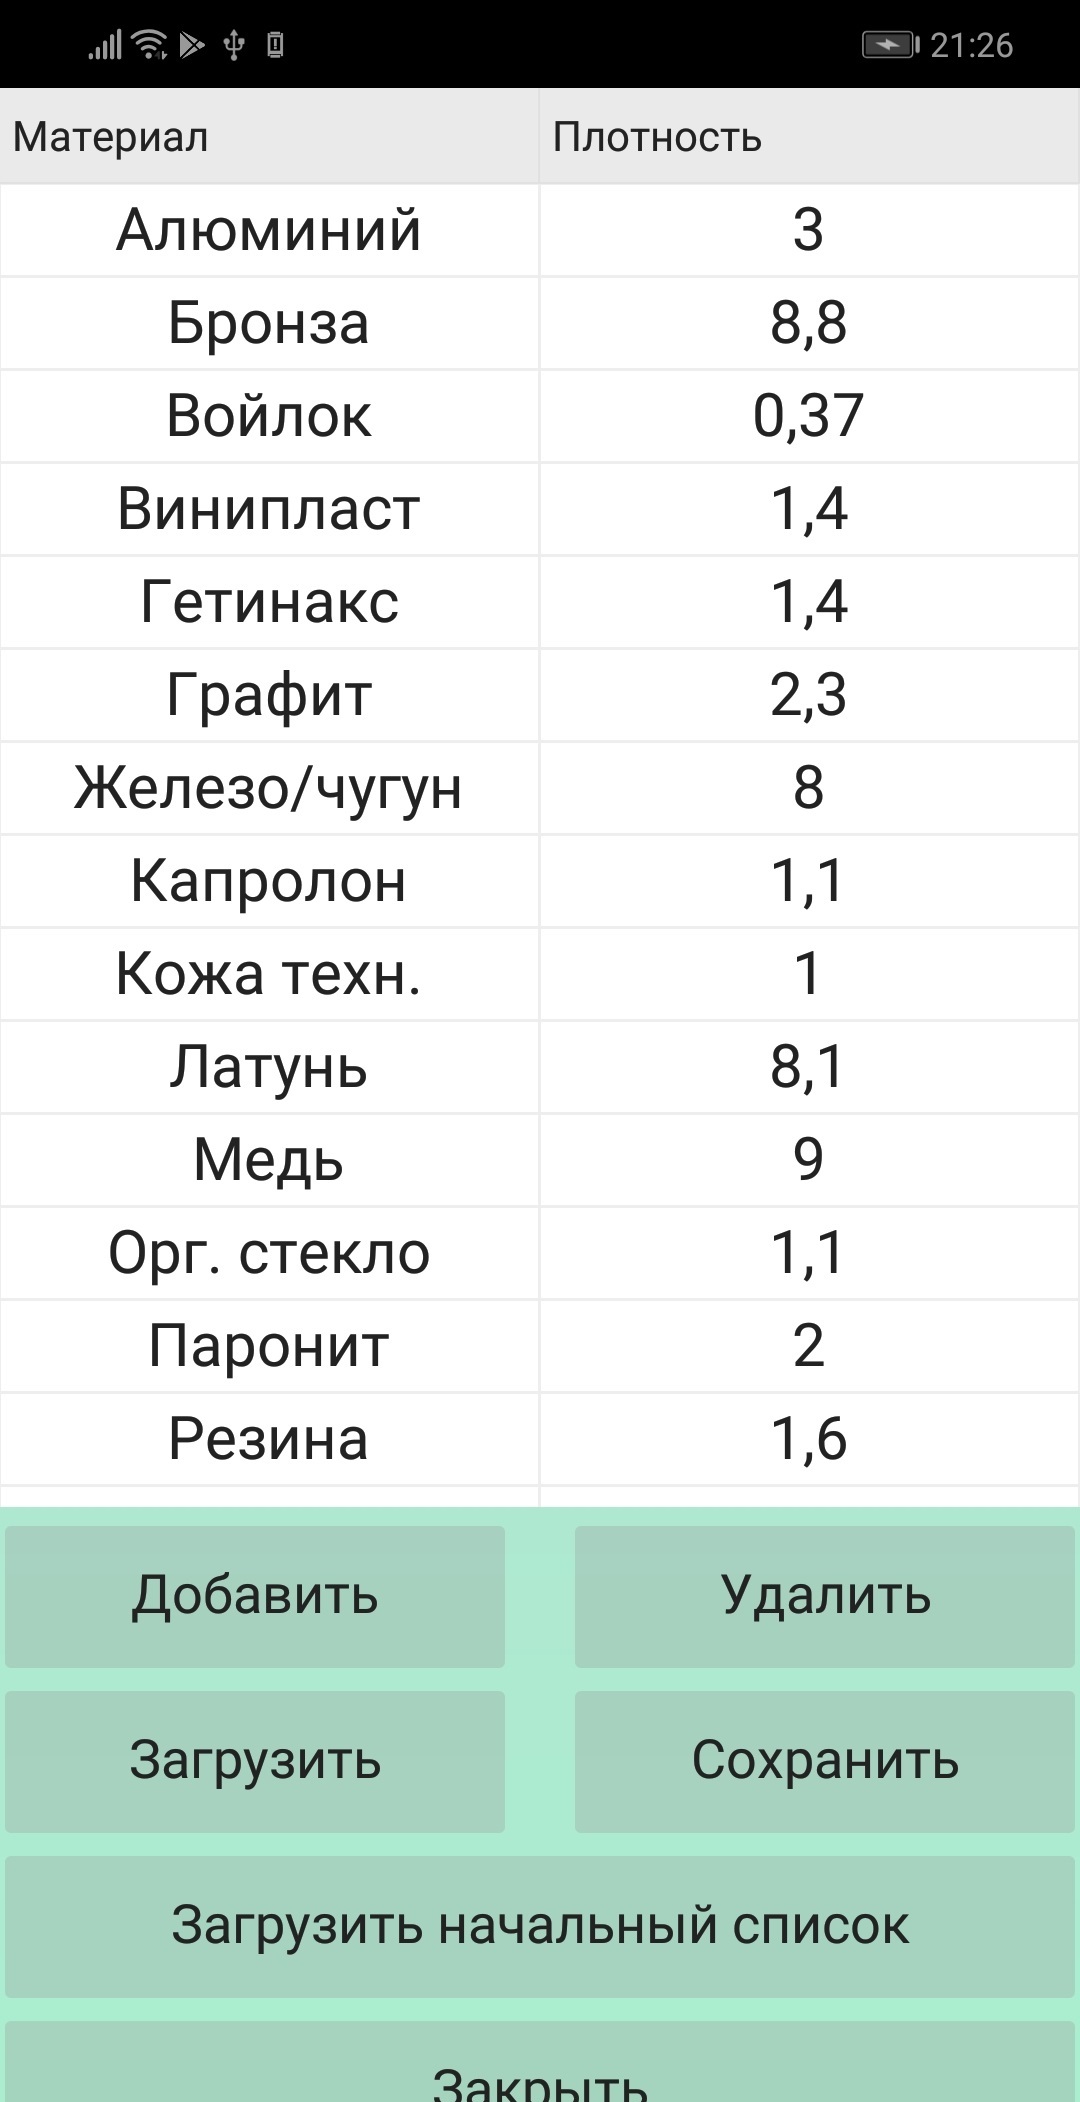 21:26
Материал Плотность
Алюминий 3
Бронза 8,8
Войлок 0,37
Винипласт 1,4
Гетинакс 1,4
Графит 2,3
Железо/чугун 8
Капролон 1,1
Кожа техн. 1
Латунь 8,1
Медь 9
Орг. стекло 1,1
Паронит 2
Резина 1,6
Добавить Удалить
Загрузить Сохранить
Загрузить начальный список
Закрыть